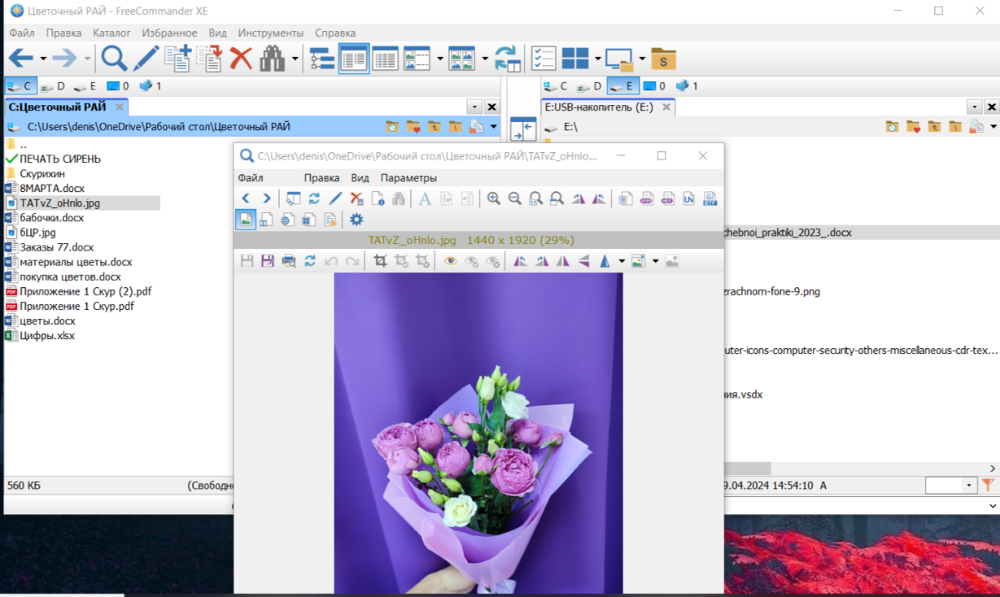 Цветочный РАЙ - FreeCommander XE
Файл Правка Каталог Избранное Вид Инструменты Справка
S
C D E 0 1
C D E 0 1
C:Цветочный РАЙ
E:USB-накопитель (E:)
C:\Users\denis\OneDrive\Рабочий стол\Цветочный РАЙ
E:\
..
ПЕЧАТЬ СИРЕНЬ
Скурихин
8МАРТА.docx
TATvZ_oHnlo.jpg
бабочки.docx
бЦР.jpg
Заказы 77.docx
материалы цветы.docx
покупка цветов.docx
Приложение 1 Скур (2).pdf
Приложение 1 Скур.pdf
цветы.docx
Цифры.xlsx
560 КБ
(Свободн
C:\Users\denis\OneDrive\Рабочий стол\Цветочный РАЙ\TATvZ_oHnlo....
Файл Правка Вид Параметры
TATvZ_oHnlo.jpg 1440 x 1920 (29%)
chebnoi_praktiki_2023_.docx
zrachnom-fone-9.png
uter-icons-computer-security-others-miscellaneous-cdr-tex...
ния.vsdx
9.04.2024 14:54:10 A